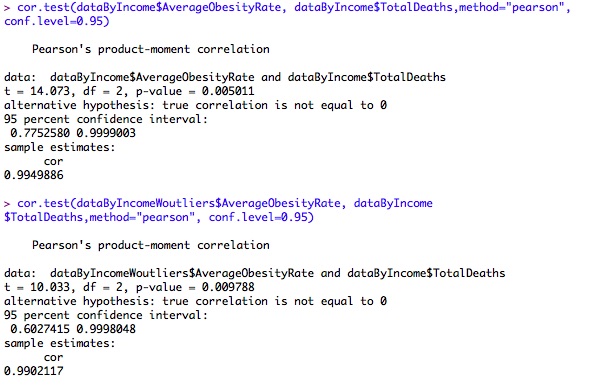 > cor.test(dataByIncome$AverageObesityRate, dataByIncome$TotalDeaths,method="pearson",
conf.level=0.95)
Pearson's product-moment correlation
data: dataByIncome$AverageObesityRate and dataByIncome$TotalDeaths
t = 14.073, df = 2, p-value = 0.005011
alternative hypothesis: true correlation is not equal to 0
95 percent confidence interval:
0.7752580 0.9999003
sample estimates:
cor
0.9949886
> cor.test(dataByIncomeWoutliers$AverageObesityRate, dataByIncome
$TotalDeaths,method="pearson", conf.level=0.95)
Pearson's product-moment correlation
data: dataByIncomeWoutliers$AverageObesityRate and dataByIncome$TotalDeaths
t = 10.033, df = 2, p-value = 0.009788
alternative hypothesis: true correlation is not equal to 0
95 percent confidence interval:
0.6027415 0.9998048
sample estimates:
cor
0.9902117